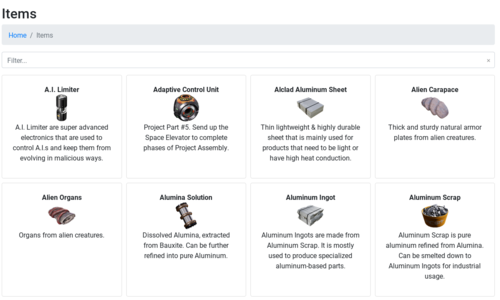 Items
Home / Items
Filter...
A.I. Limiter
A.I. Limiter are super advanced
electronics that are used to
control A.I.s and keep them from
evolving in malicious ways.
Adaptive Control Unit
Project Part #5. Send up the
Space Elevator to complete
phases of Project Assembly.
Alclad Aluminum Sheet
Thin lightweight & highly durable
sheet that is mainly used for
products that need to be light or
have high heat conduction.
Alien Carapace
Thick and sturdy natural armor
plates from alien creatures.
Alien Organs
Organs from alien creatures.
Alumina Solution
Dissolved Alumina, extracted
from Bauxite. Can be further
refined into pure Aluminum.
Aluminum Ingot
Aluminum Ingots are made from
Aluminum Scrap. It is mostly
used to produce specialized
aluminum-based parts.
Aluminum Scrap
Aluminum Scrap is pure
aluminum refined from Alumina.
Can be smelted down to
Aluminum Ingots for industrial
usage.